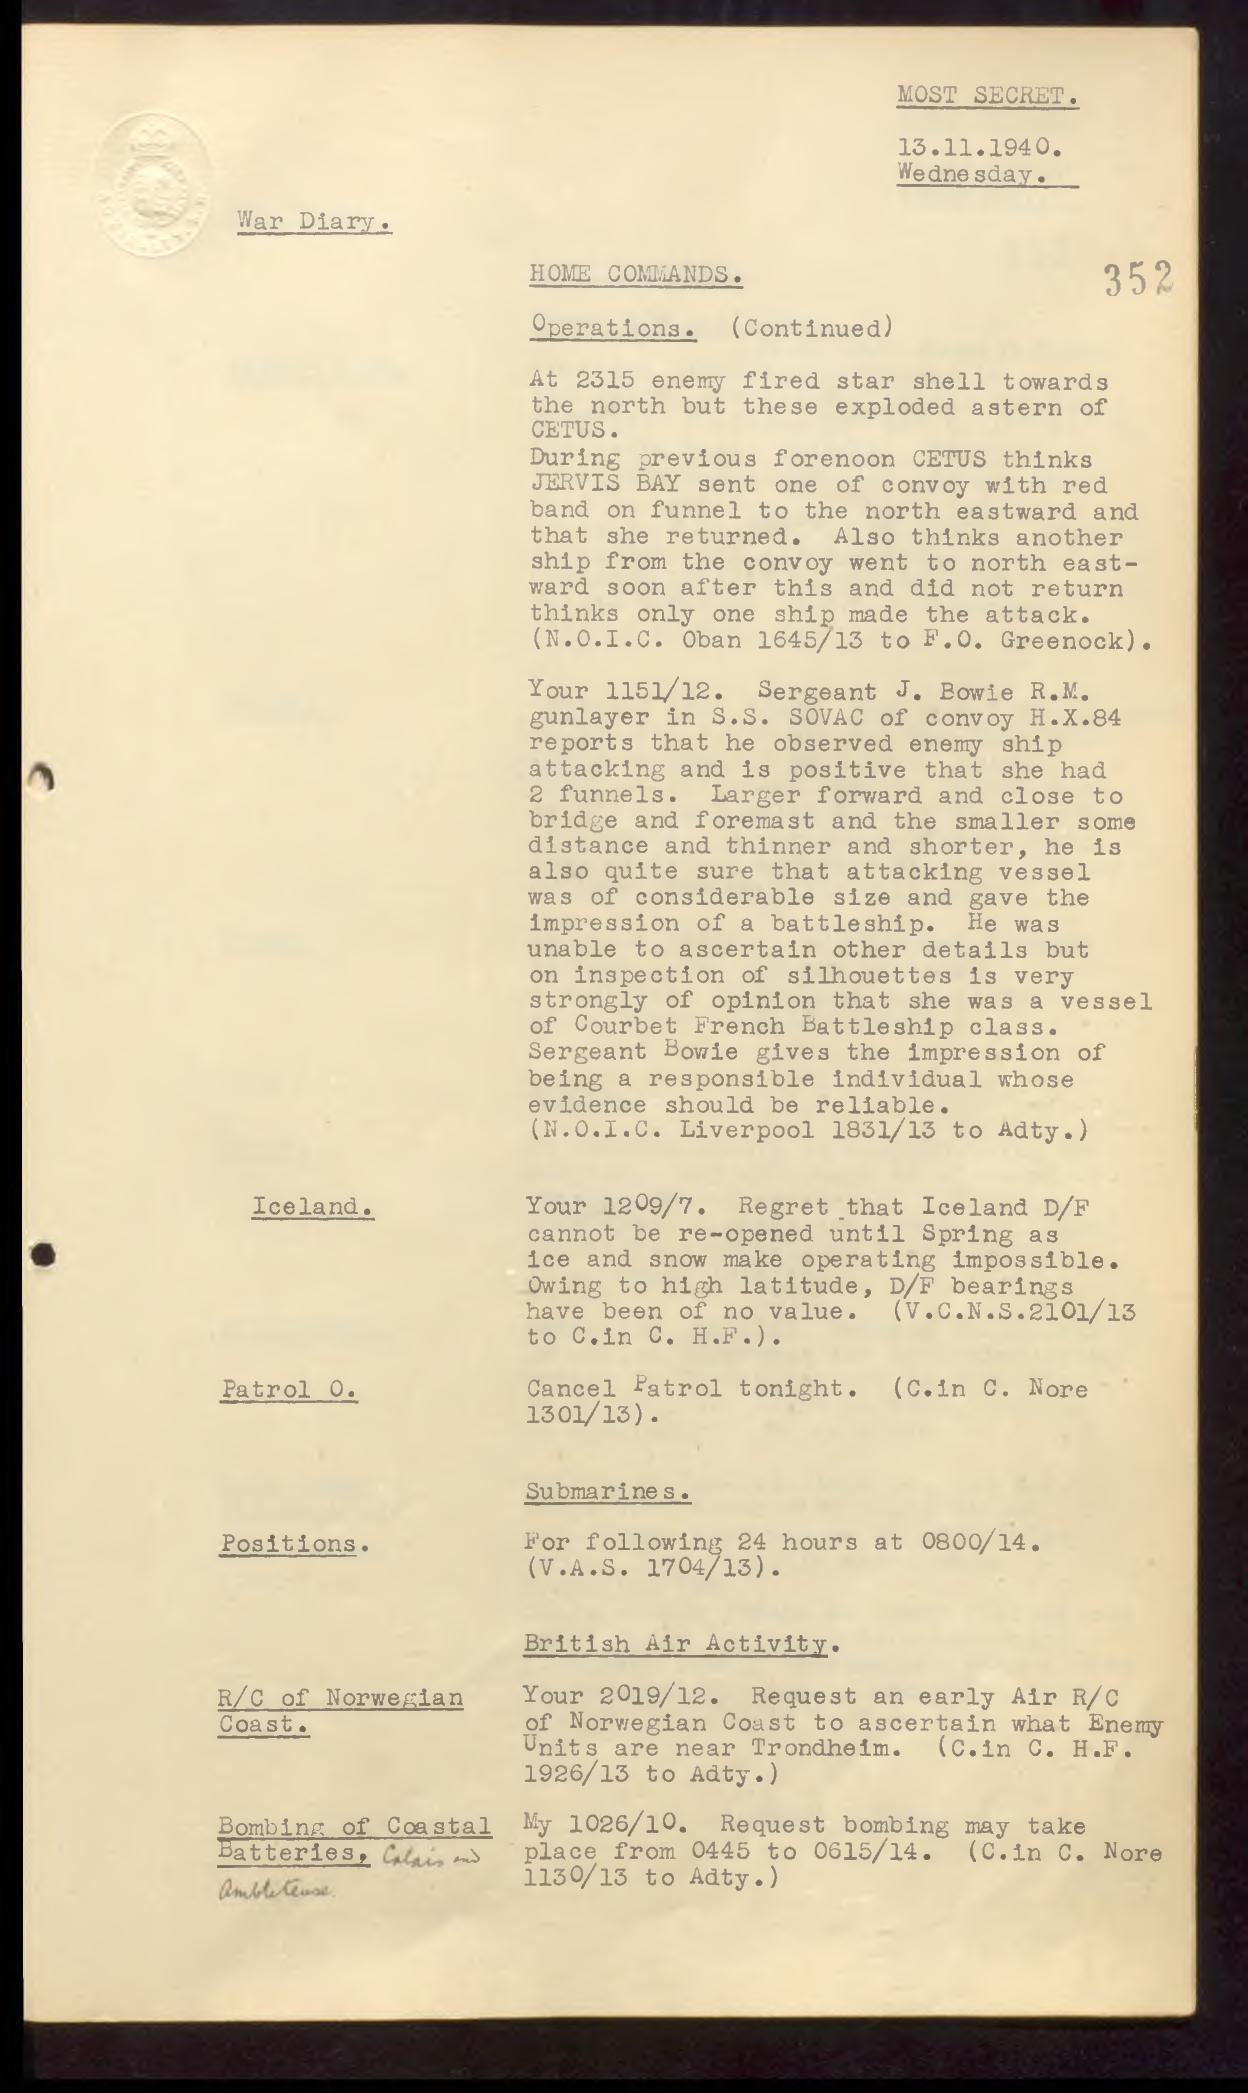 MOST SECRET.
13.11.1940.
Wednesday.
War Diary.
HOME COMMANDS.
352
Operations. (Continued)
At 2315 enemy fired star shell towards
the north but these exploded astern of
CETUS.
During previous forenoon CETUS thinks
JERVIS BAY sent one of convoy with red
band on funnel to the north eastward and
that she returned. Also thinks another
ship from the convoy went to north east-
ward soon after this and did not return
thinks only one ship made the attack.
(N.O.I.C. Oban 1645/13 to F.O. Greenock).
Your 1151/12. Sergeant J. Bowie R.M.
gunlayer in S.S. SOVAC of convoy H.X.84
reports that he observed enemy ship
attacking and is positive that she had
2 funnels. Larger forward and close to
bridge and foremast and the smaller some
distance and thinner and shorter, he is
also quite sure that attacking vessel
was of considerable size and gave the
impression of a battleship. He was
unable to ascertain other details but
on inspection of silhouettes is very
strongly of opinion that she was a vessel
of Courbet French Battleship class.
Sergeant Bowie gives the impression of
being a responsible individual whose
evidence should be reliable.
(N.O.I.C. Liverpool 1831/13 to Adty.)
Iceland.
Your 1209/7. Regret that Iceland D/F
cannot be re-opened until Spring as
ice and snow make operating impossible.
Owing to high latitude, D/F bearings
have been of no value. (V.C.N.S.2101/13
to C.in C. H.F.).
Patrol O.
Cancel Patrol tonight. (C.in C. Nore
1301/13).
Submarines.
Positions.
For following 24 hours at 0800/14.
(V.A.S. 1704/13).
British Air Activity.
R/C of Norwegian
Coast.
Your 2019/12. Request an early Air R/C
of Norwegian Coast to ascertain what Enemy
Units are near Trondheim. (C.in C. H.F.
1926/13 to Adty.)
Bombing of Coastal
Batteries, Calais and
Ambleteuse.
My 1026/10. Request bombing may take
place from 0445 to 0615/14. (C.in C. Nore
1130/13 to Adty.)